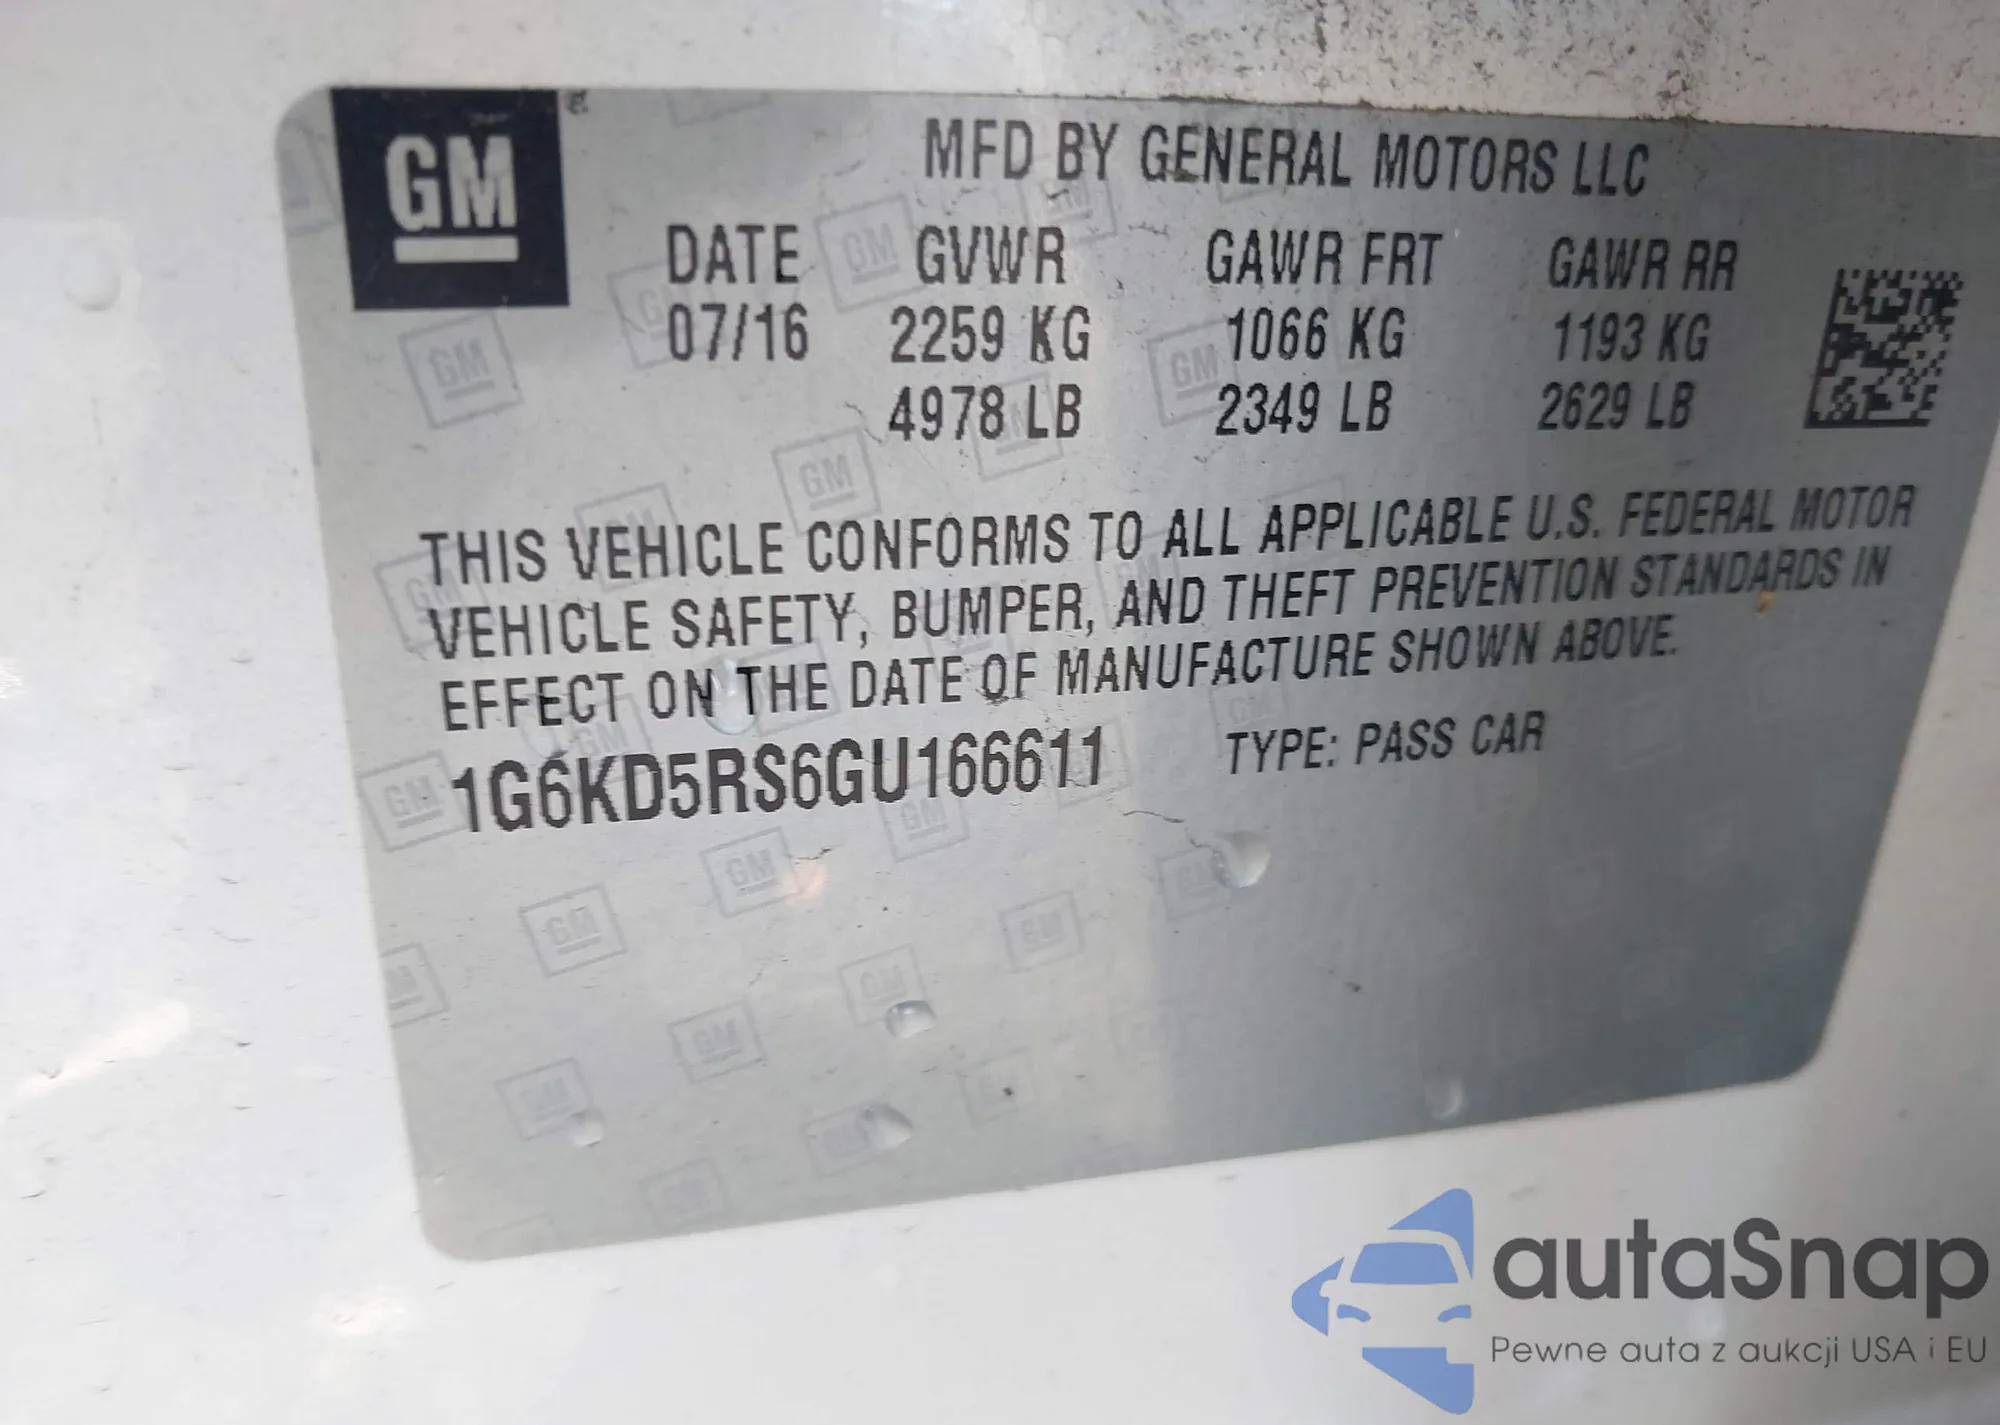 GM
MFD BY GENERAL MOTORS LLC
DATE GVWR GAWR FRT GAWR RR
07/16 2259 KG 1066 KG 1193 KG
4978 LB 2349 LB 2629 LB
THIS VEHICLE CONFORMS TO ALL APPLICABLE U.S. FEDERAL MOTOR
VEHICLE SAFETY, BUMPER, AND THEFT PREVENTION STANDARDS IN
EFFECT ON THE DATE OF MANUFACTURE SHOWN ABOVE.
1G6KD5RS6GU166611 TYPE: PASS CAR
autaSnap
Pewne auta z aukcji USA i EU